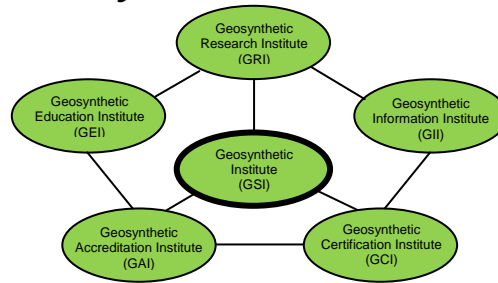 Geosynthetic
Research Institute
(GRI)
Geosynthetic
Education Institute
(GEI)
Geosynthetic
Information Institute
(GII)
Geosynthetic
Institute
(GSI)
Geosynthetic
Accreditation Institute
(GAI)
Geosynthetic
Certification Institute
(GCI)